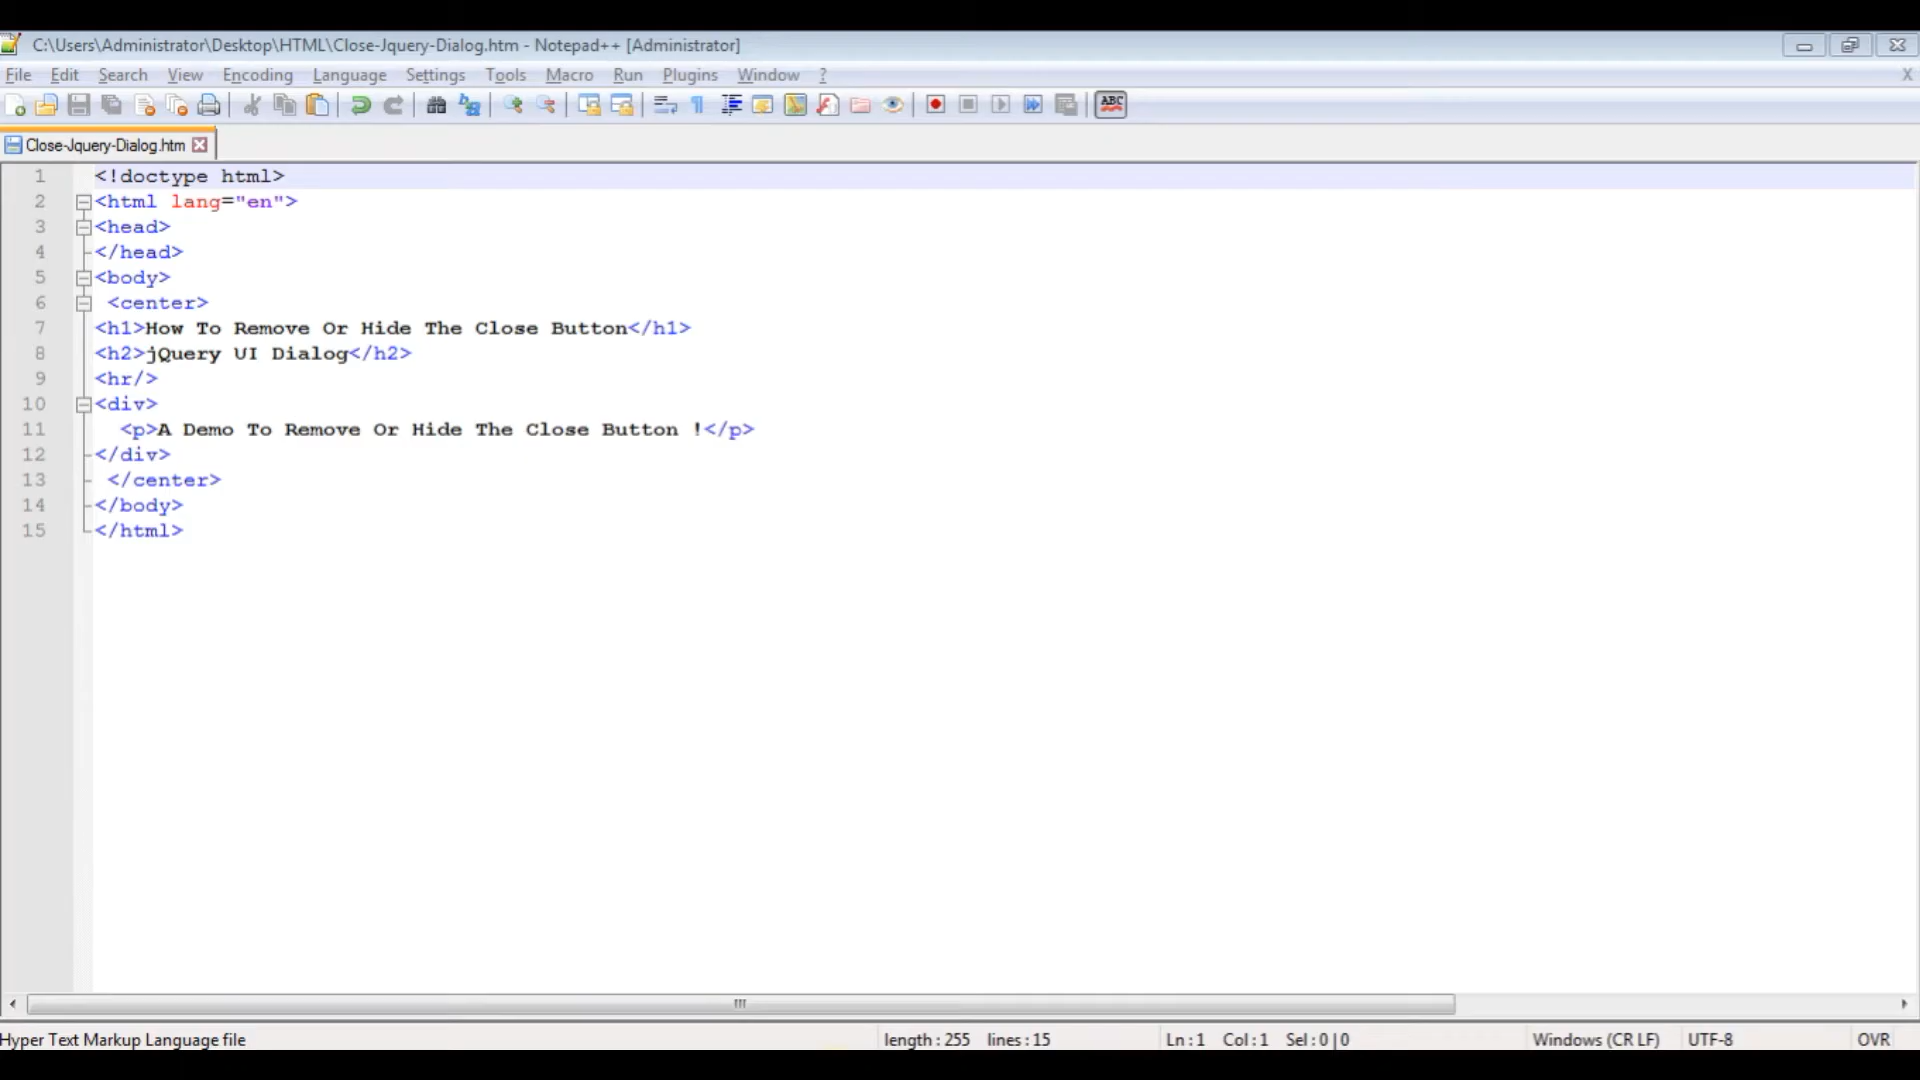 C:\Users\Administrator\Desktop\HTML\Close-Jquery-Dialog.htm - Notepad++ [Administrator]
File Edit Search View Encoding Language Settings Tools Macro Run Plugins Window ? X
ABC
Close-Jquery-Dialog.htm
1 <!doctype html>
2 <html lang="en">
3 <head>
4 </head>
5 <body>
6 <center>
7 <h1>How To Remove Or Hide The Close Button</h1>
8 <h2>jQuery UI Dialog</h2>
9 <hr/>
10 <div>
11 <p>A Demo To Remove Or Hide The Close Button !</p>
12 </div>
13 </center>
14 </body>
15 </html>
Hyper Text Markup Language file length : 255 lines : 15 Ln : 1 Col : 1 Sel : 0 | 0 Windows (CR LF) UTF-8 OVR